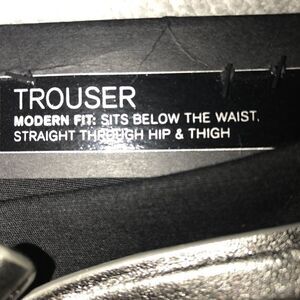 TROUSER
MODERN FIT: SITS BELOW THE WAIST.
STRAIGHT THROUGH HIP & THIGH